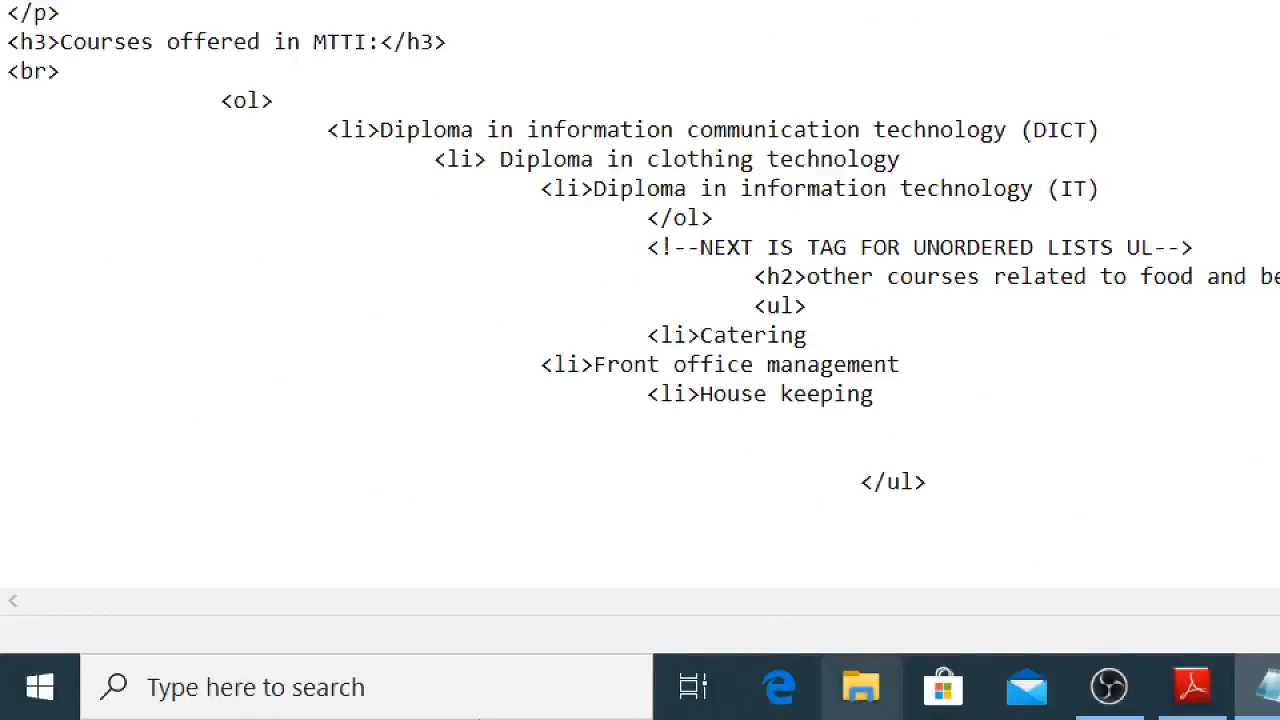 </p>
<h3>Courses offered in MTTI:</h3>
<br>
<ol>
<li>Diploma in information communication technology (DICT)
<li> Diploma in clothing technology
<li>Diploma in information technology (IT)
</ol>
<!--NEXT IS TAG FOR UNORDERED LISTS UL-->
<h2>other courses related to food and be
<ul>
<li>Catering
<li>Front office management
<li>House keeping
</ul>
Type here to search